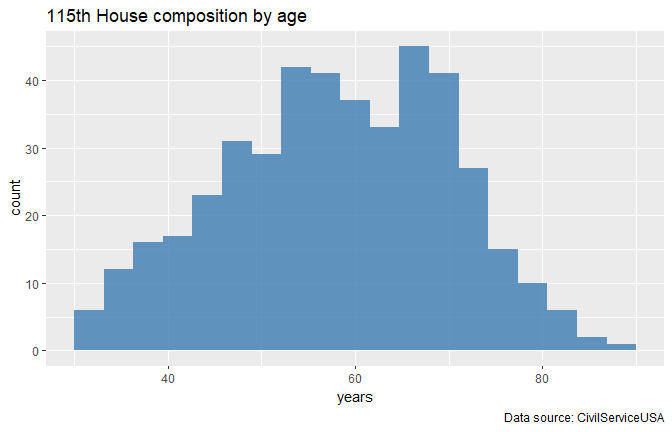 115th House composition by age
count
40
30
20
10
0
40 60 80
years
Data source: CivilServiceUSA